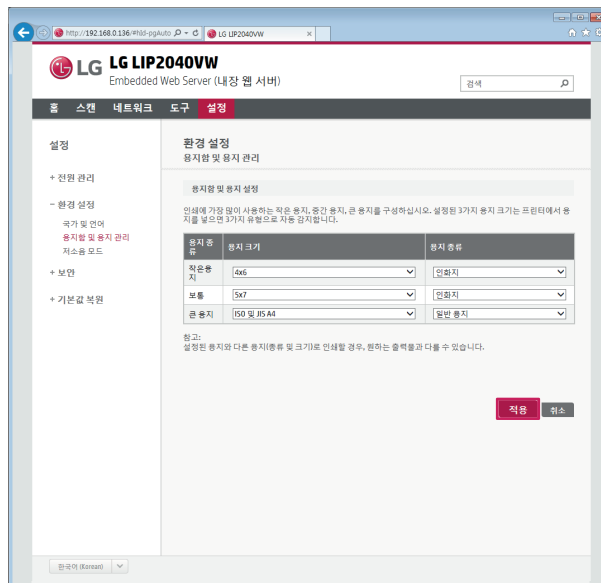 http://192.168.0.136/#hId-pgAuto
LG LIP2040VW
LG
LG LIP2040VW
Embedded Web Server (내장 웹 서버)
검색
홈 스캔 네트워크 도구 설정
설정
환경 설정
용지함 및 용지 관리
+ 전원 관리
- 환경 설정
국가 및 언어
용지함 및 용지 관리
저소음 모드
+ 보안
+ 기본값 복원
용지함 및 용지 설정
인쇄에 가장 많이 사용하는 작은 용지, 중간 용지, 큰 용지를 구성하십시오. 설정된 3가지 용지 크기는 프린터에서 용
지를 넣으면 3가지 유형으로 자동 감지합니다.
용지 종류 용지 크기 용지 종류
작은용지 4x6 인화지
보통 5x7 인화지
큰 용지 ISO 및 JIS A4 일반 용지
참고:
설정된 용지와 다른 용지(종류 및 크기)로 인쇄할 경우, 원하는 출력물과 다를 수 있습니다.
적용 취소
한국어 (Korean)